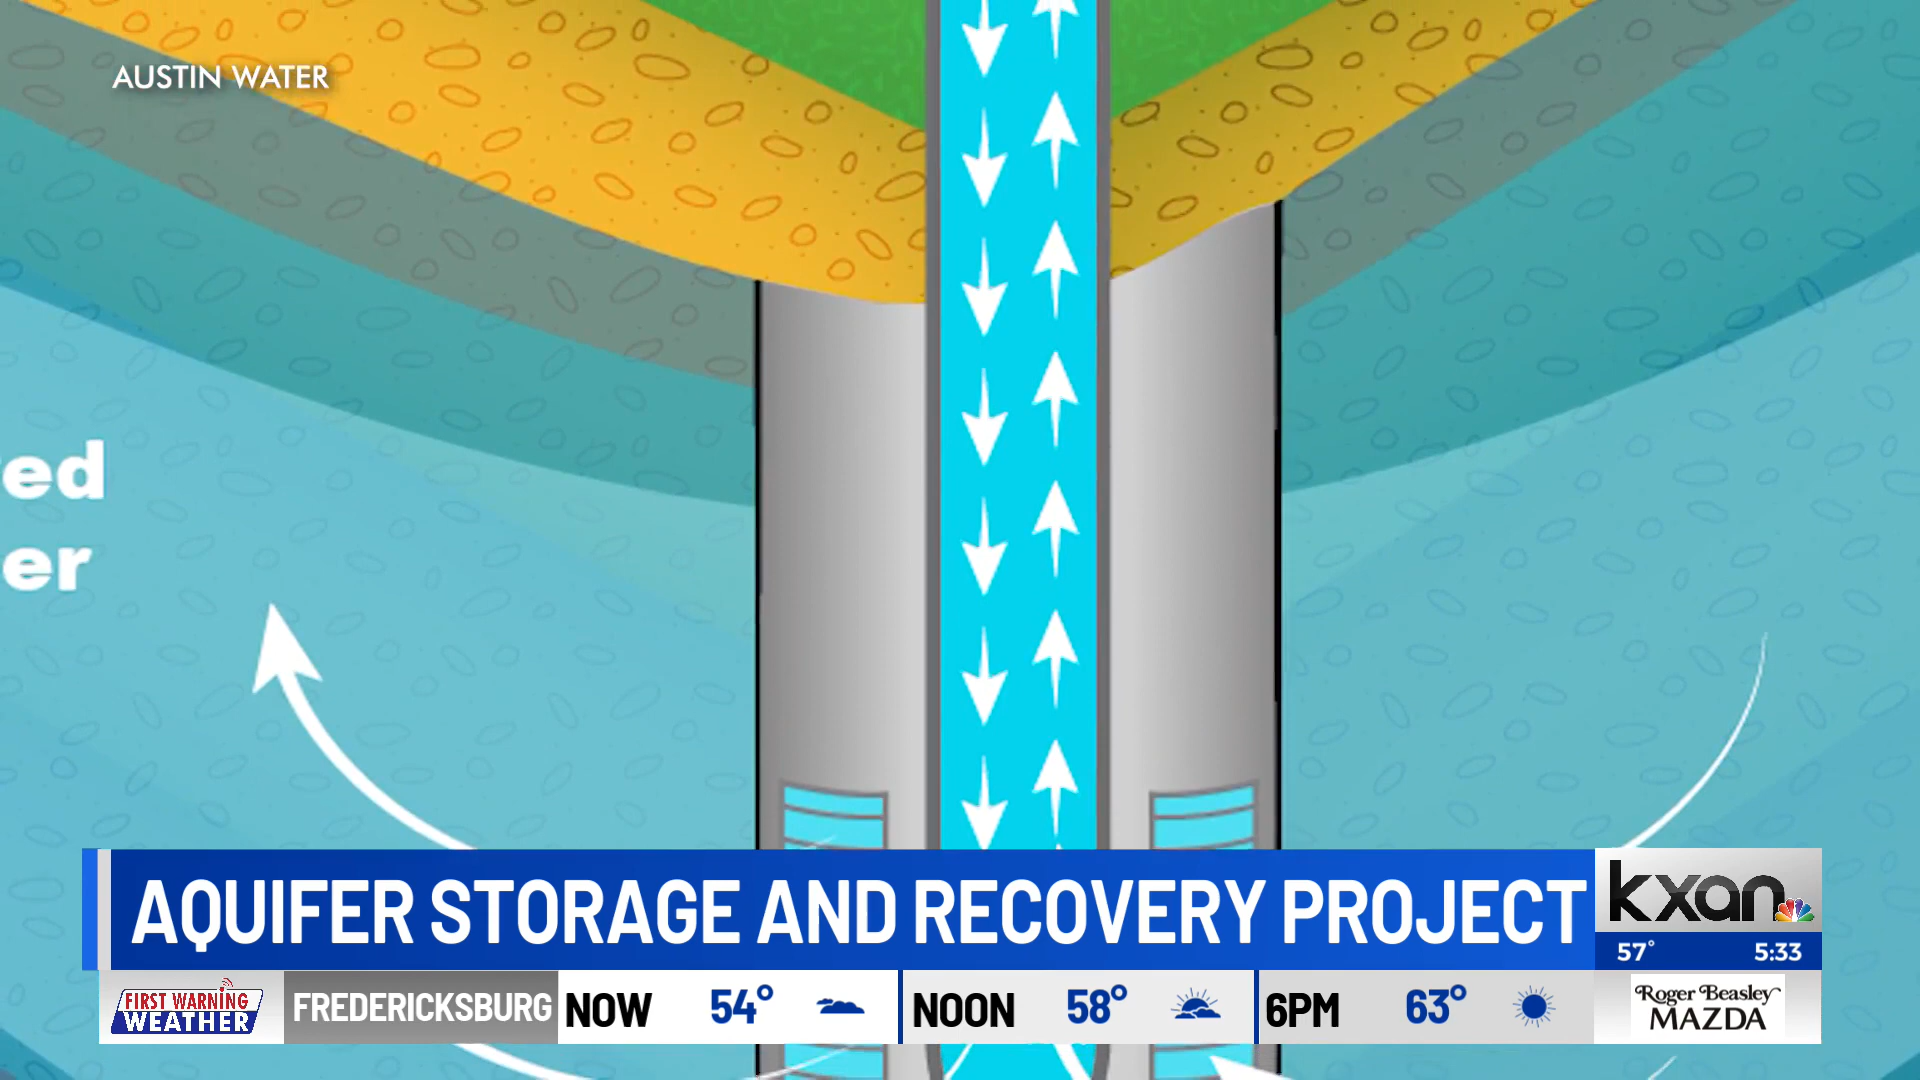 AUSTIN WATER
ed
er
AQUIFER STORAGE AND RECOVERY PROJECT
kxan
57° 5:33
FIRST WARNING
WEATHER
FREDERICKSBURG NOW 54° NOON 58° 6PM 63°
Roger Beasley
MAZDA